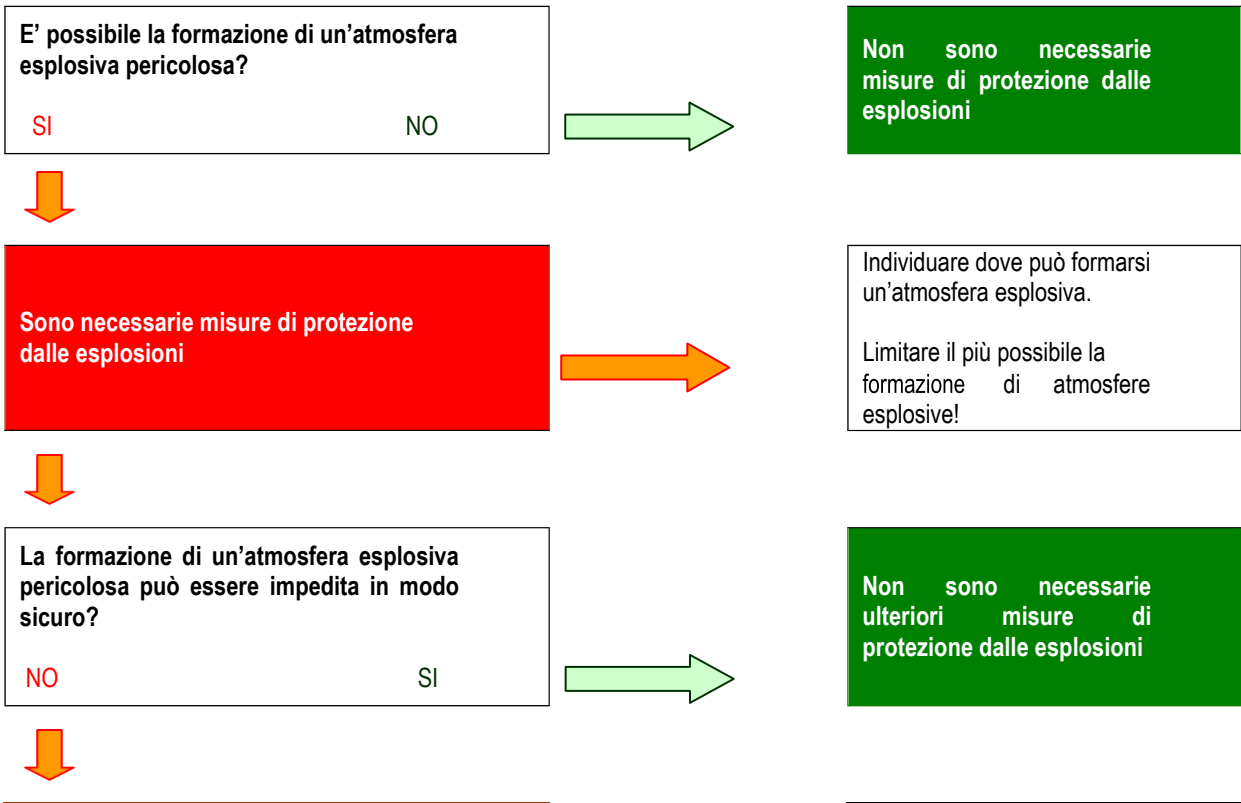 E’ possibile la formazione di un’atmosfera
esplosiva pericolosa?
SI NO
Non sono necessarie
misure di protezione dalle
esplosioni
Sono necessarie misure di protezione
dalle esplosioni
Individuare dove può formarsi
un’atmosfera esplosiva.
Limitare il più possibile la
formazione di atmosfere
esplosive!
La formazione di un’atmosfera esplosiva
pericolosa può essere impedita in modo
sicuro?
NO SI
Non sono necessarie
ulteriori misure di
protezione dalle esplosioni